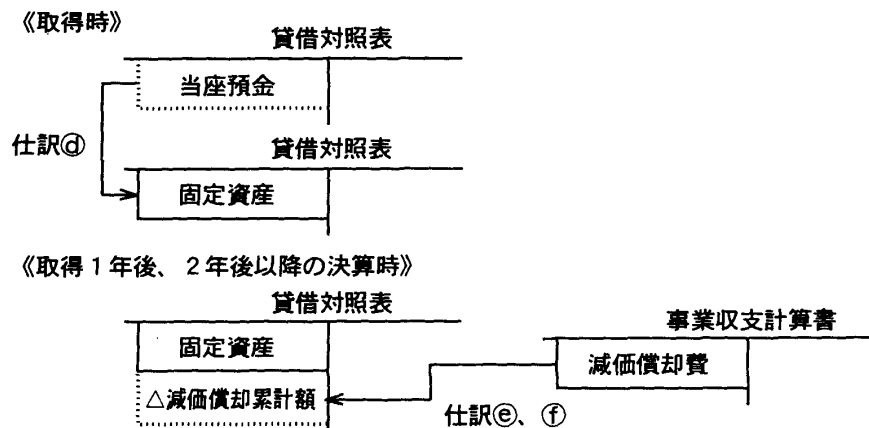 《取得時》
貸借対照表
当座預金
仕訳ⓓ
貸借対照表
固定資産
《取得1年後、2年後以降の決算時》
貸借対照表
事業収支計算書
固定資産
減価償却費
△減価償却累計額
仕訳ⓔ、ⓕ